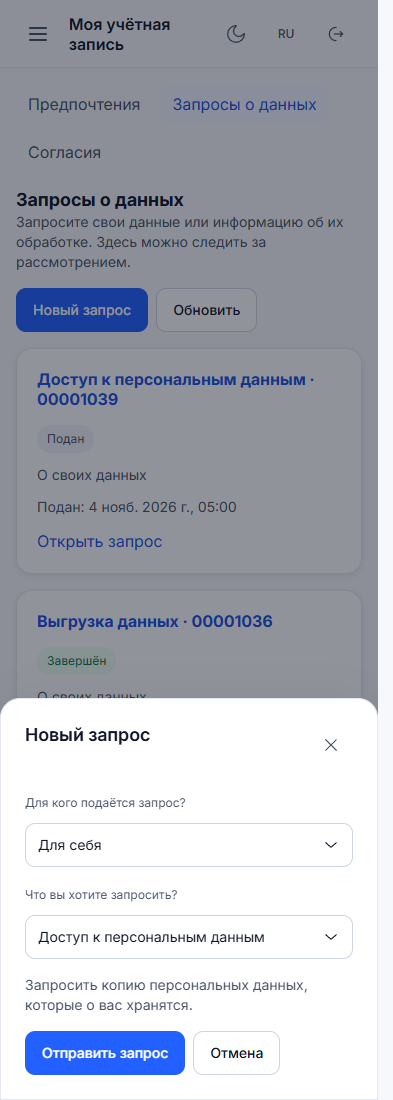 Моя учётная
запись
RU
Предпочтения
Запросы о данных
Согласия
Запросы о данных
Запросите свои данные или информацию об их
обработке. Здесь можно следить за
рассмотрением.
Новый запрос
Обновить
Доступ к персональным данным ·
00001039
Подан
О своих данных
Подан: 4 нояб. 2026 г., 05:00
Открыть запрос
Выгрузка данных · 00001036
Завершён
О своих данных
Новый запрос
Для кого подаётся запрос?
Для себя
Что вы хотите запросить?
Доступ к персональным данным
Запросить копию персональных данных,
которые о вас хранятся.
Отправить запрос
Отмена